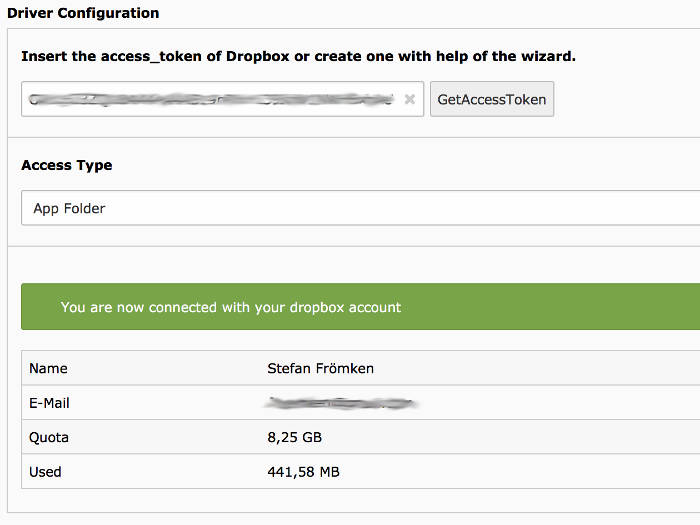 Driver Configuration
Insert the access_token of Dropbox or create one with help of the wizard.
× GetAccessToken
Access Type
App Folder
You are now connected with your dropbox account
Name Stefan Frömken
E-Mail
Quota 8,25 GB
Used 441,58 MB